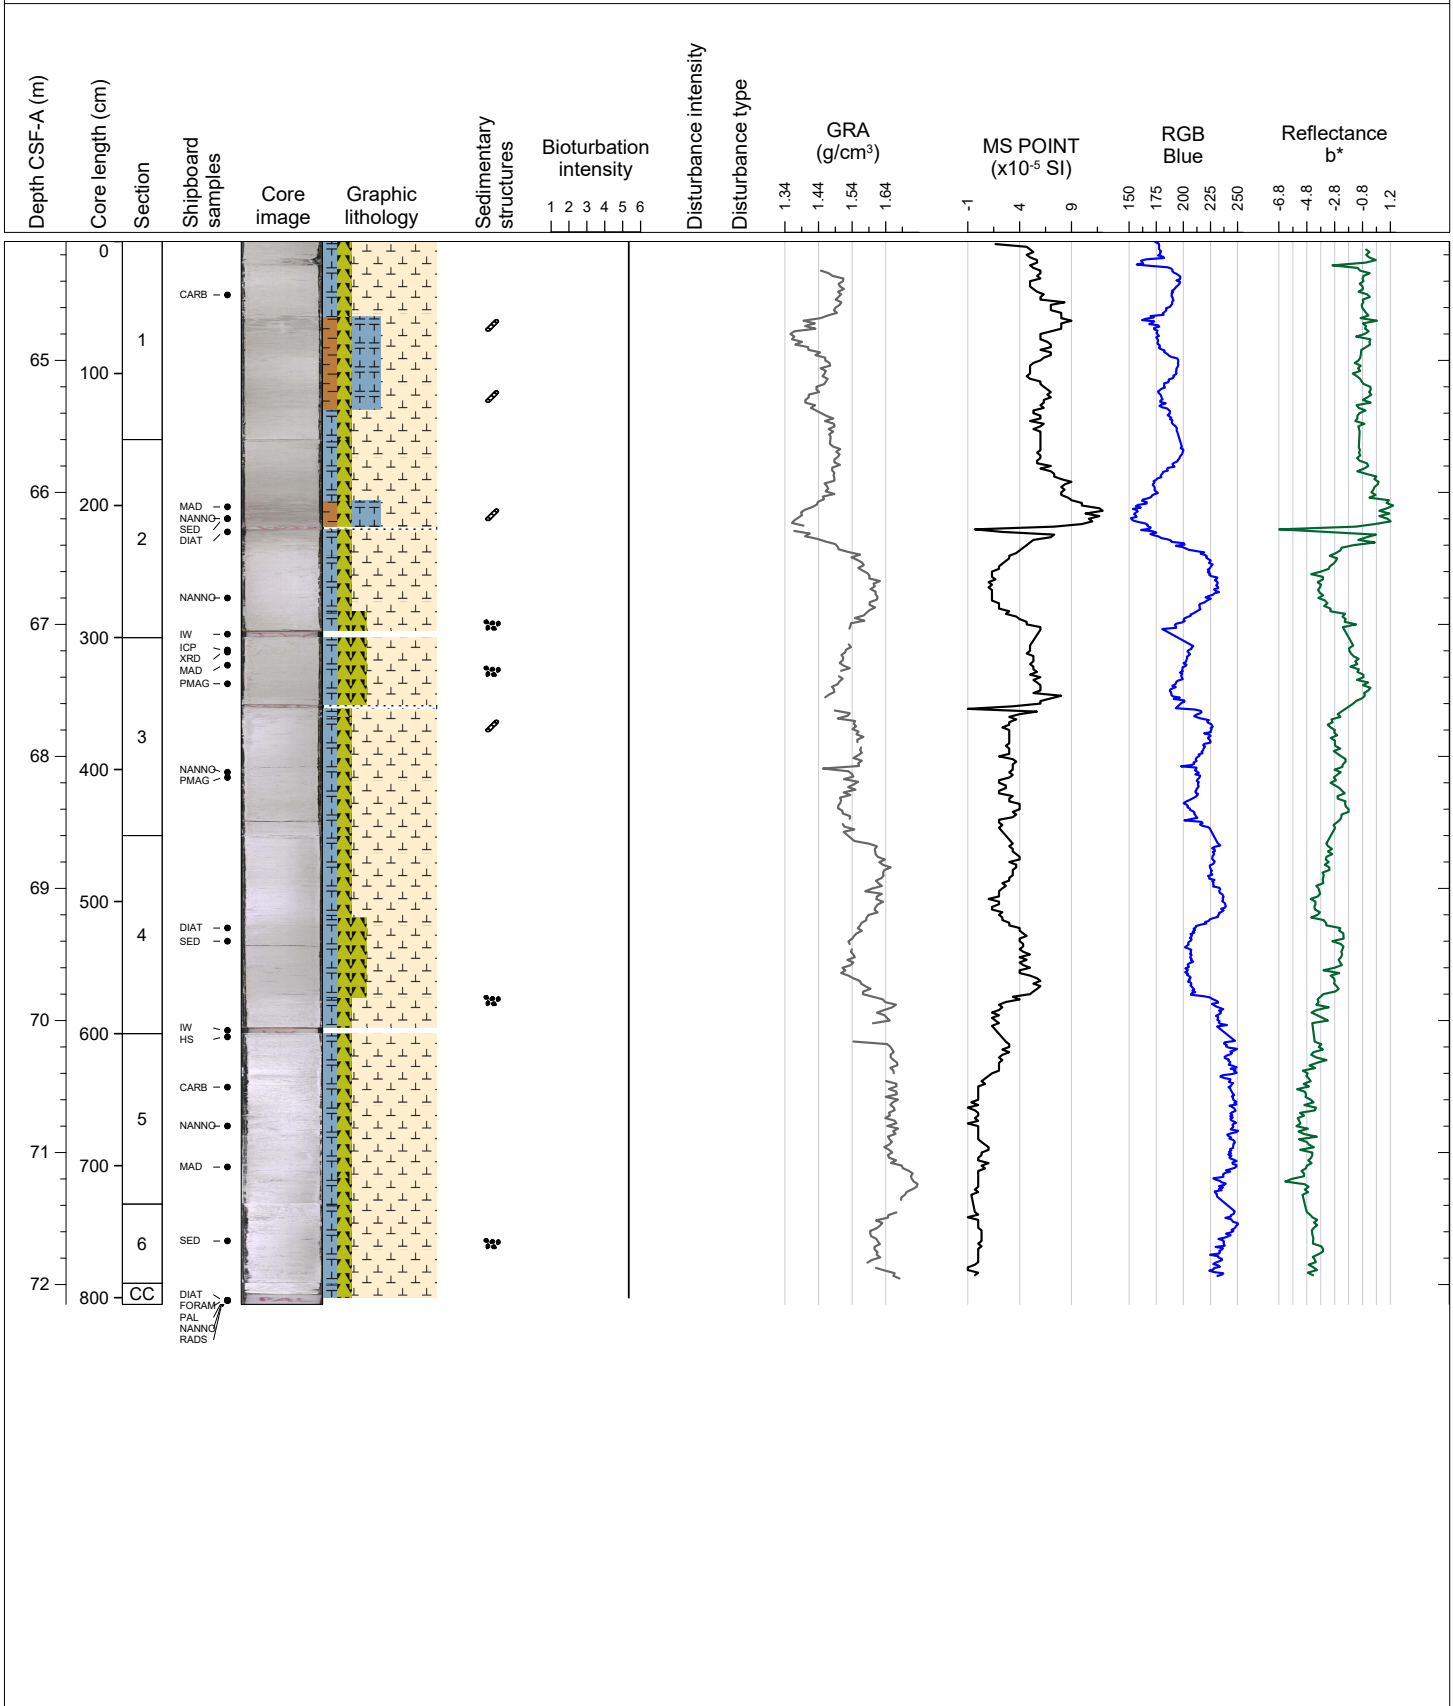 Depth CSF-A (m)
Core length (cm)
Section
Shipboard
samples
Core
image
Graphic
lithology
Sedimentary
structures
Bioturbation
intensity
1 2 3 4 5 6
Disturbance intensity
Disturbance type
GRA
(g/cm³)
1.34 1.44 1.54 1.64
MS POINT
(x10⁻⁵ SI)
-1 4 9
RGB
Blue
150 175 200 225 250
Reflectance
b*
-6.8 -4.8 -2.8 -0.8 1.2
0
CARB
1
65
100
66
200
MAD
NANNO
SED
DIAT
2
NANNO
67
300
IW
ICP
XRD
MAD
PMAG
3
68
400
NANNO
PMAG
69
500
DIAT
4
SED
70
600
IW
HS
CARB
5
NANNO
71
700
MAD
6
SED
72
800
CC
DIAT
FORAM
PAL
NANNO
RADS
PAL